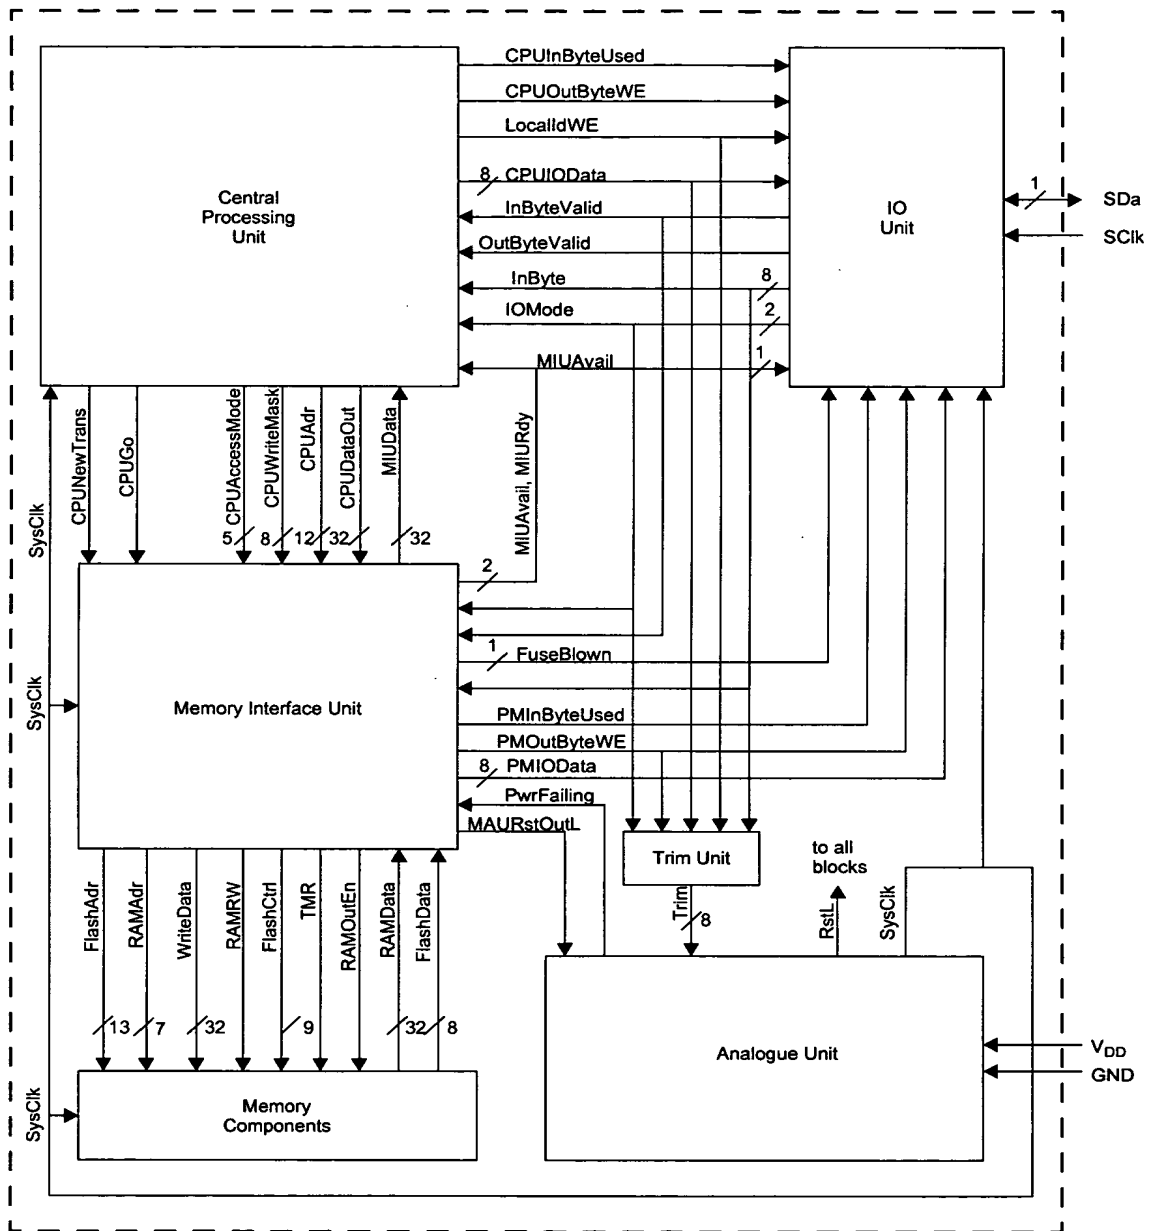 CPUInByteUsed
CPUOutByteWE
LocalIdWE
8 CPUIOData
InByteValid
OutByteValid
InByte 8
IOMode 2
MIUAvail 1
Central
Processing
Unit
IO
Unit
1
SDa
SClk
CPUNewTrans
CPUGo
CPUAccessMode
CPUWriteMask
CPUAdr
CPUDataOut
MIUData
MIUAvail, MIURdy
SysClk
5 8 12 32 32
2
1 FuseBlown
SysClk
Memory Interface Unit
PMInByteUsed
PMOutByteWE
8 PMIOData
PwrFailing
MAURstOutL
Trim Unit
to all
blocks
FlashAdr
RAMAdr
WriteData
RAMRW
FlashCtrl
TMR
RAMOutEn
RAMData
FlashData
Trim
8
RstL
SysClk
13 7 32 9 32 8
Analogue Unit
VDD
GND
SysClk
Memory
Components